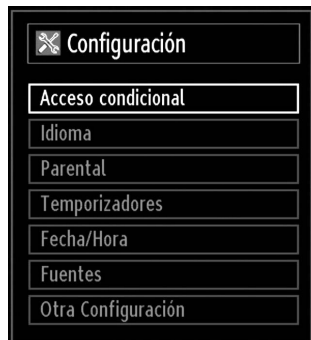 Configuración
Acceso condicional
Idioma
Parental
Temporizadores
Fecha/Hora
Fuentes
Otra Configuración